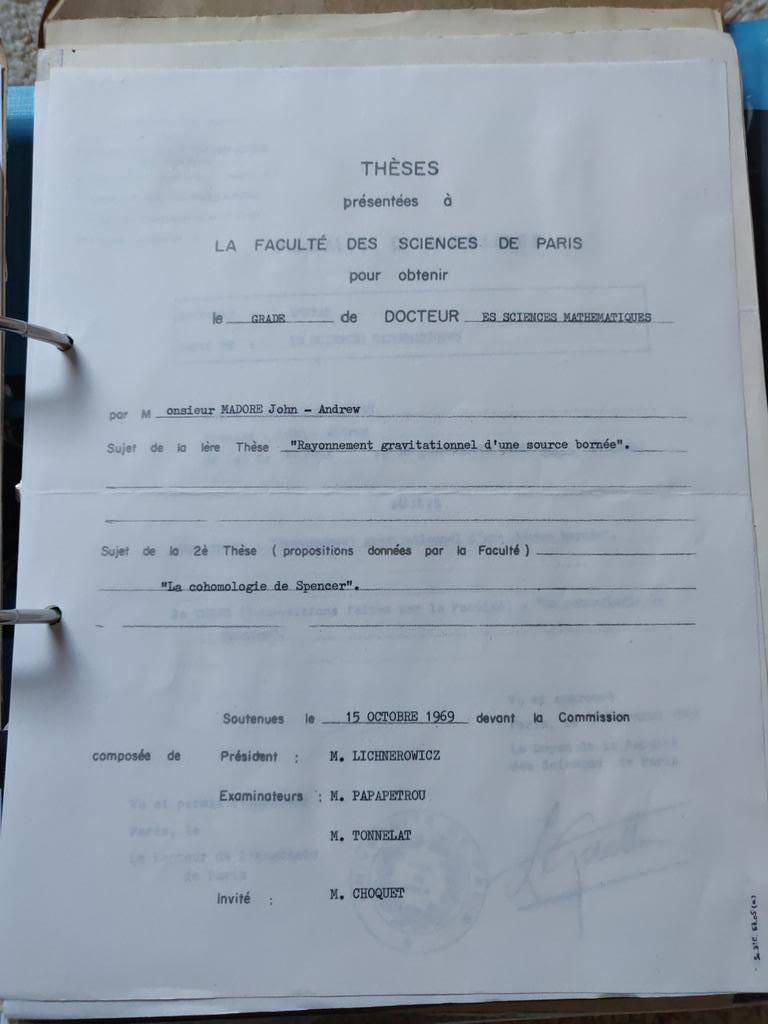 THÈSES
présentées à
LA FACULTÉ DES SCIENCES DE PARIS
pour obtenir
le GRADE de DOCTEUR ES SCIENCES MATHEMATIQUES
par M onsieur MADORE John - Andrew
Sujet de la 1ère Thèse "Rayonnement gravitationnel d'une source bornée".
Sujet de la 2è Thèse (propositions données par la Faculté)
"La cohomologie de Spencer".
Soutenues le 15 OCTOBRE 1969 devant la Commission
composée de Président : M. LICHNEROWICZ
Examinateurs : M. PAPAPETROU
M. TONNELAT
Invité : M. CHOQUET